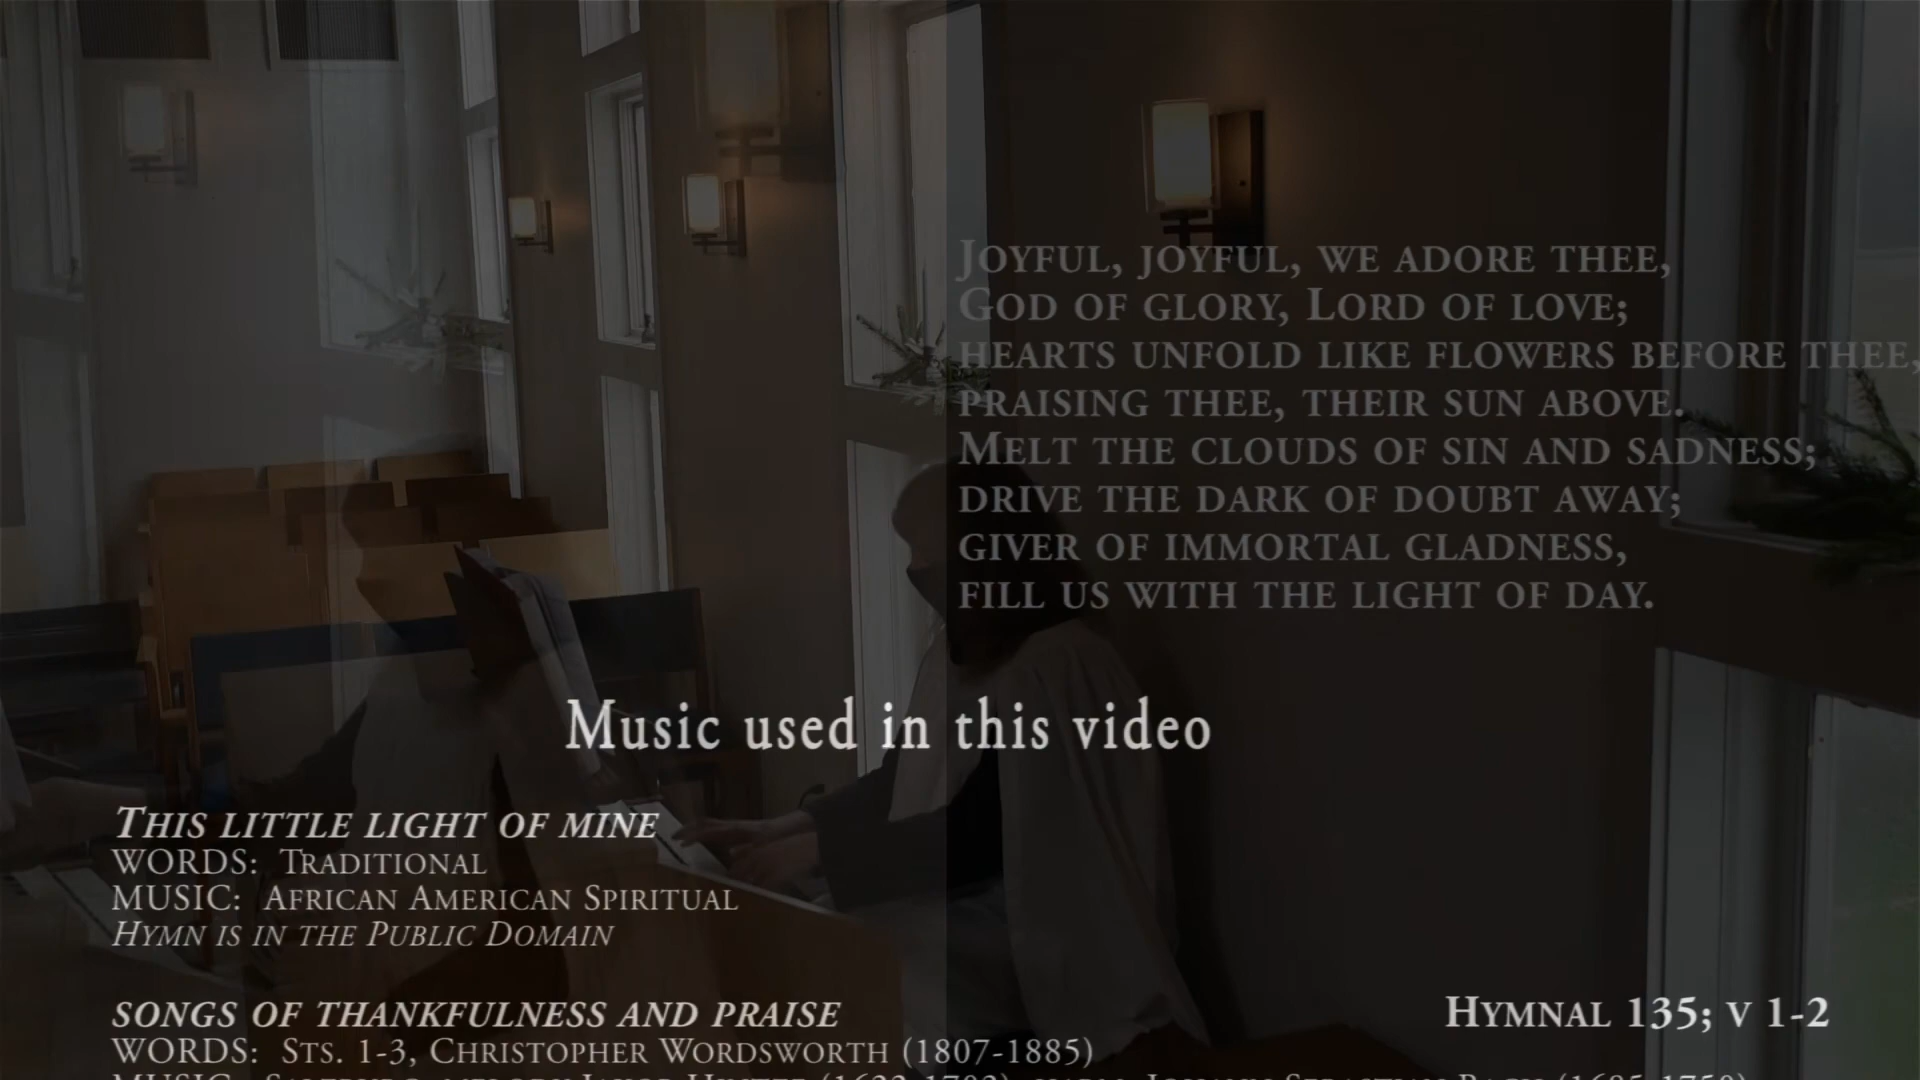 JOYFUL, JOYFUL, WE ADORE THEE,
GOD OF GLORY, LORD OF LOVE;
HEARTS UNFOLD LIKE FLOWERS BEFORE THEE,
PRAISING THEE, THEIR SUN ABOVE.
MELT THE CLOUDS OF SIN AND SADNESS;
DRIVE THE DARK OF DOUBT AWAY;
GIVER OF IMMORTAL GLADNESS,
FILL US WITH THE LIGHT OF DAY.
Music used in this video
THIS LITTLE LIGHT OF MINE
WORDS: TRADITIONAL
MUSIC: AFRICAN AMERICAN SPIRITUAL
HYMN IS IN THE PUBLIC DOMAIN
SONGS OF THANKFULNESS AND PRAISE
HYMNAL 135; V 1-2
WORDS: STS. 1-3, CHRISTOPHER WORDSWORTH (1807-1885)